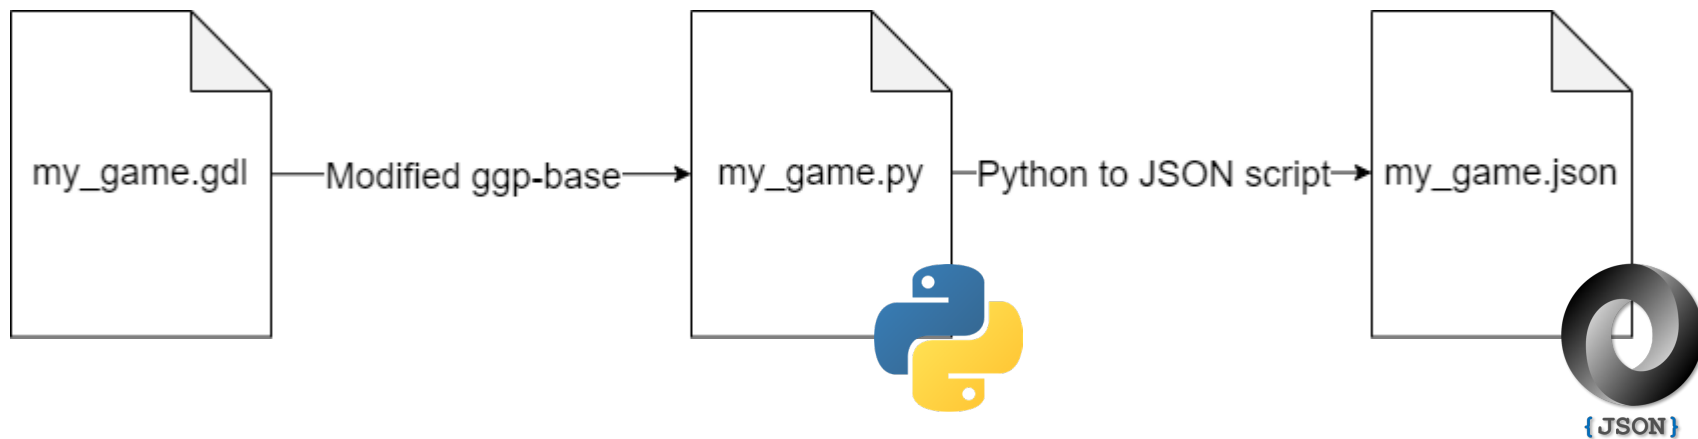 my_game.gdl
Modified ggp-base
my_game.py
Python to JSON script
my_game.json
{JSON}